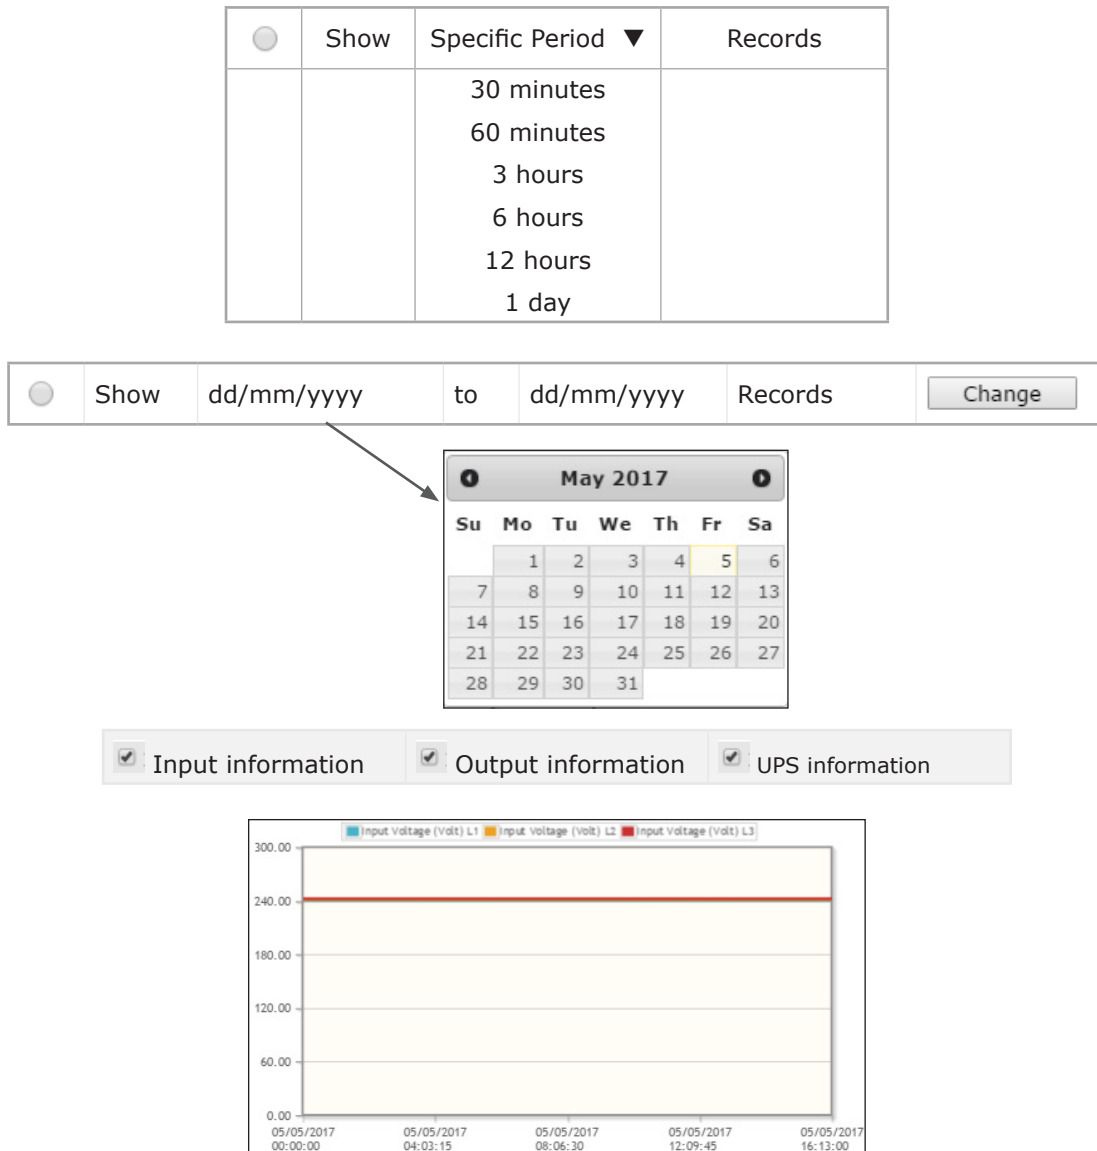 Show Specific Period ▼ Records
30 minutes
60 minutes
3 hours
6 hours
12 hours
1 day
Show dd/mm/yyyy to dd/mm/yyyy Records Change
May 2017
Su Mo Tu We Th Fr Sa
1 2 3 4 5 6
7 8 9 10 11 12 13
14 15 16 17 18 19 20
21 22 23 24 25 26 27
28 29 30 31
Input information Output information UPS information
Input Voltage (Volt) L1 Input Voltage (Volt) L2 Input Voltage (Volt) L3
300.00
240.00
180.00
120.00
60.00
0.00
05/05/2017 05/05/2017 05/05/2017 05/05/2017 05/05/2017
00:00:00 04:03:15 08:06:30 12:09:45 16:13:00